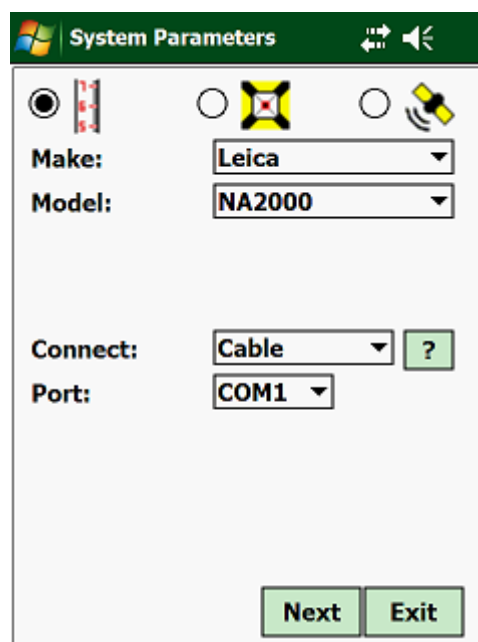 System Parameters
Make: Leica
Model: NA2000
Connect: Cable ?
Port: COM1
Next Exit